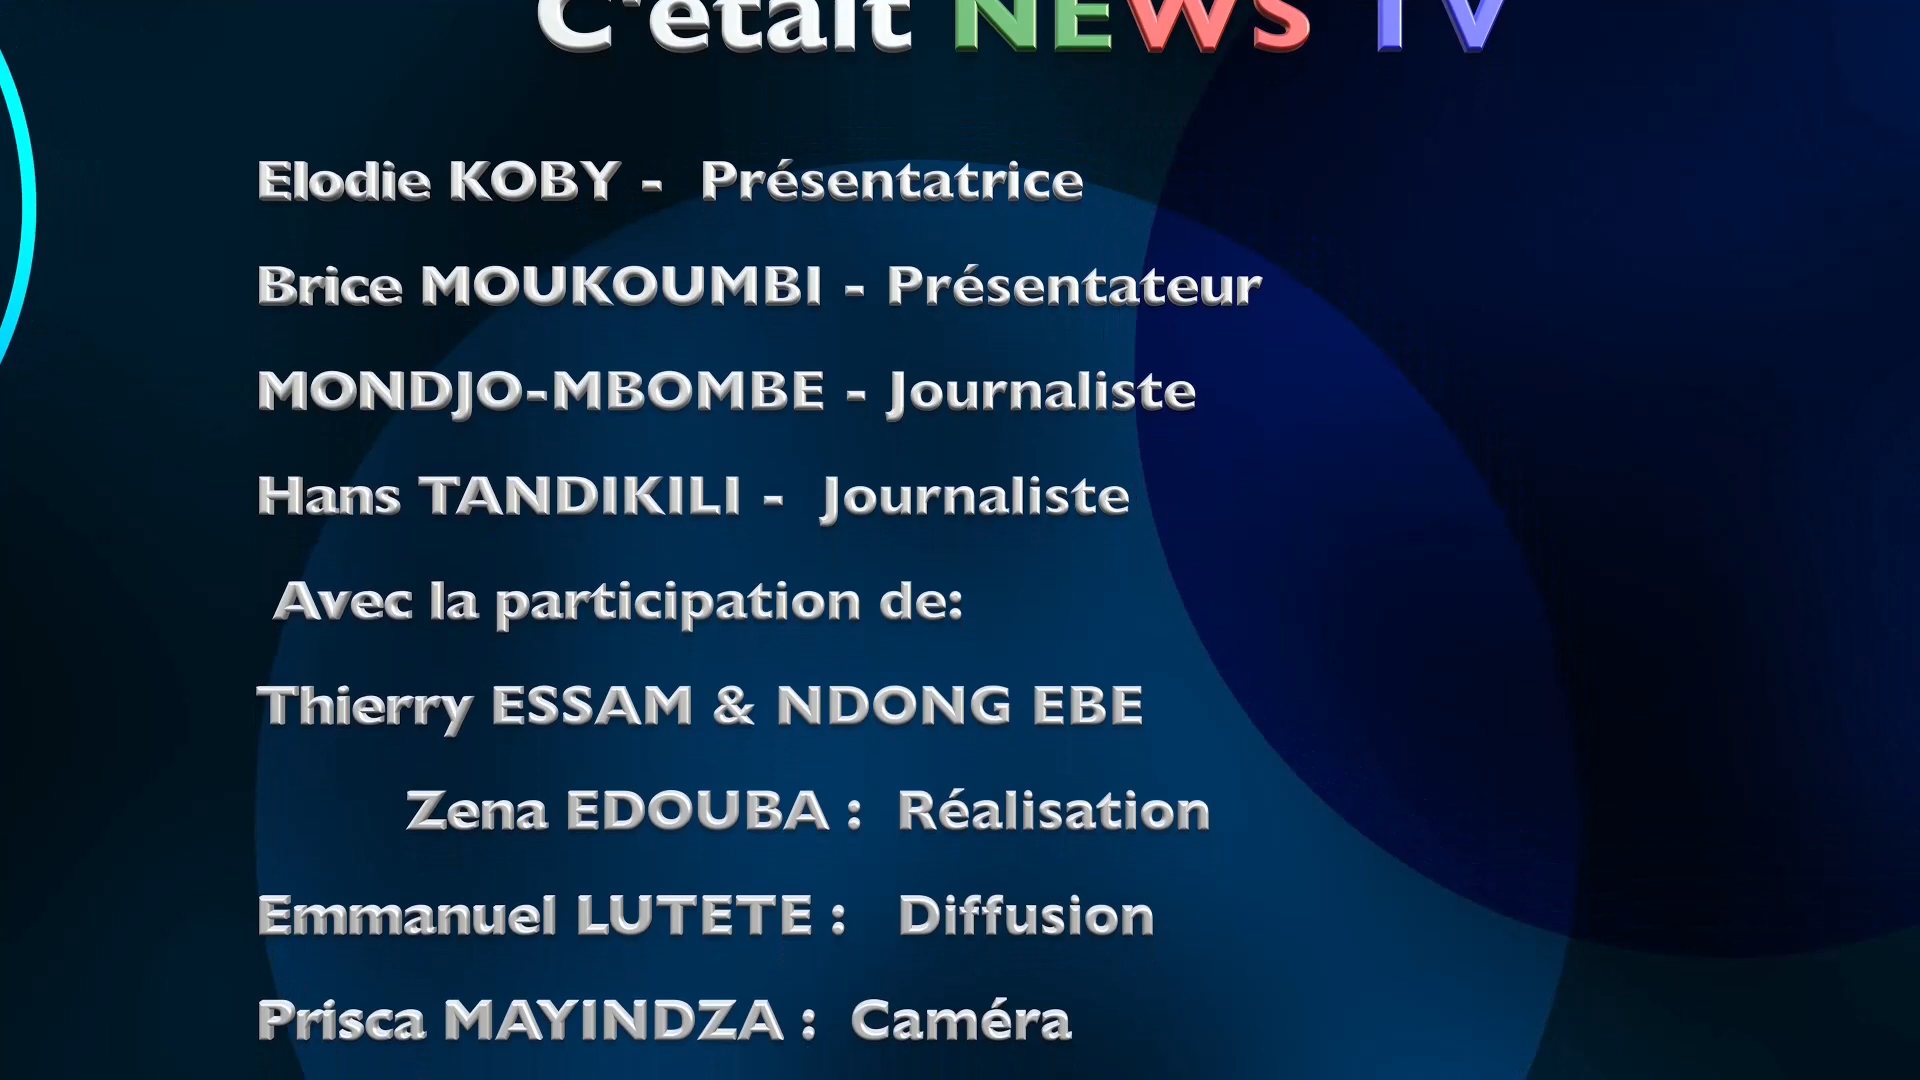 C'était NEWS TV
Elodie KOBY - Présentatrice
Brice MOUKOUMBI - Présentateur
MONDJO-MBOMBE - Journaliste
Hans TANDIKILI - Journaliste
Avec la participation de:
Thierry ESSAM & NDONG EBE
Zena EDOUBA : Réalisation
Emmanuel LUTETE : Diffusion
Prisca MAYINDZA : Caméra